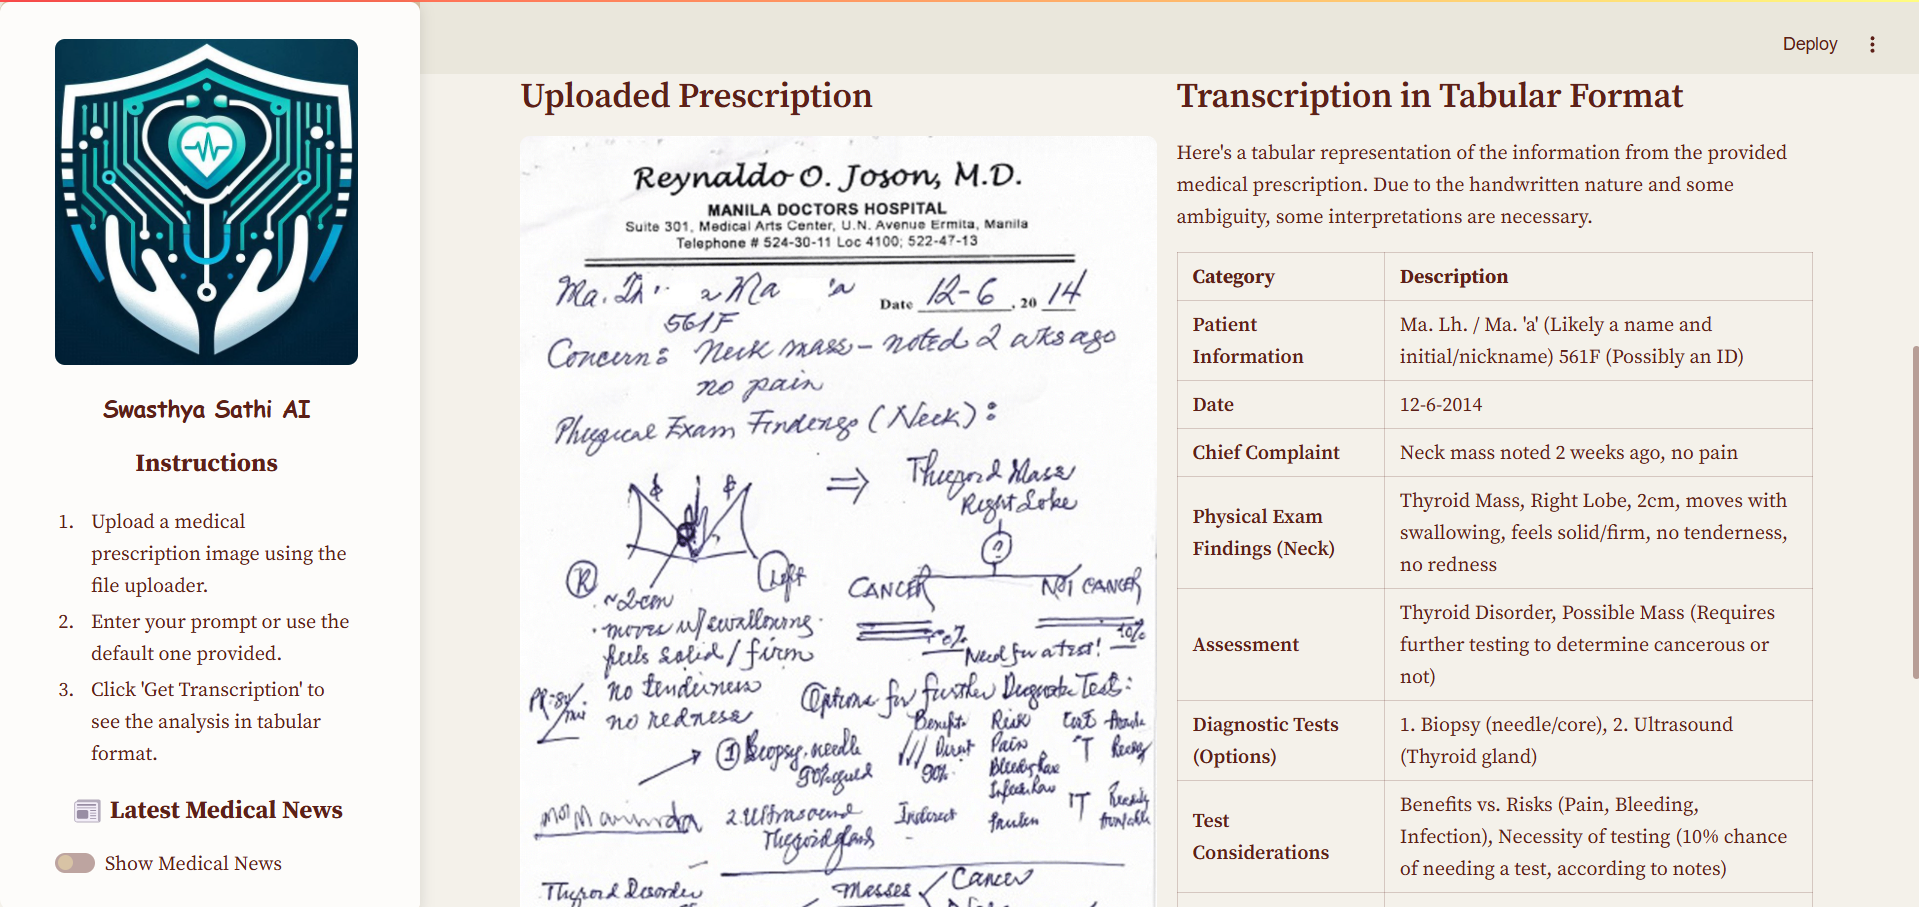 Deploy
Swasthya Sathi AI
Instructions
1. Upload a medical
prescription image using the
file uploader.
2. Enter your prompt or use the
default one provided.
3. Click 'Get Transcription' to
see the analysis in tabular
format.
Latest Medical News
Show Medical News
Uploaded Prescription
Reynaldo O. Joson, M.D.
MANILA DOCTORS HOSPITAL
Suite 301, Medical Arts Center, U.N. Avenue Ermita, Manila
Telephone # 524-30-11 Loc 4100; 522-47-13
Ma. Ma
Date 12-6, 20 14
Concern: Neck mass - noted 2 wks ago
no pain
Physical Exam Findings (Neck):
⇒ Thyroid Mass
Right Lobe
?
R Left
CANCER NOT CANCER
~2cm
moves w/ swallowing
feels solid/firm
Need for a test!
no tenderness
no redness
Options for further Diagnostic Test:
Benefit Risk Cost
① Biopsy, needle Direct Pain
90% 
2. Ultrasound Indirect
Thyroid gland
Thyroid Disorder Masses Cancer
Transcription in Tabular Format
Here's a tabular representation of the information from the provided
medical prescription. Due to the handwritten nature and some
ambiguity, some interpretations are necessary.
Category Description
Patient Information Ma. Lh. / Ma. 'a' (Likely a name and
initial/nickname) 561F (Possibly an ID)
Date 12-6-2014
Chief Complaint Neck mass noted 2 weeks ago, no pain
Physical Exam Findings (Neck) Thyroid Mass, Right Lobe, 2cm, moves with
swallowing, feels solid/firm, no tenderness,
no redness
Assessment Thyroid Disorder, Possible Mass (Requires
further testing to determine cancerous or
not)
Diagnostic Tests (Options) 1. Biopsy (needle/core), 2. Ultrasound
(Thyroid gland)
Test Considerations Benefits vs. Risks (Pain, Bleeding,
Infection), Necessity of testing (10% chance
of needing a test, according to notes)